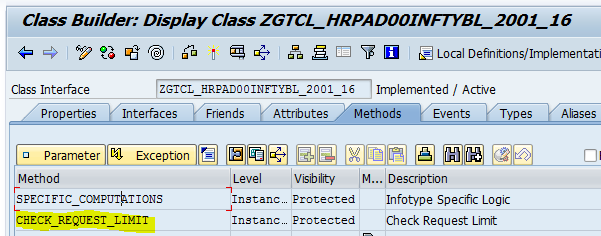 Class Builder: Display Class ZGTCL_HRPAD00INFTYBL_2001_16
Local Definitions/Implementati
Class Interface ZGTCL_HRPAD00INFTYBL_2001_16 Implemented / Active
Properties Interfaces Friends Attributes Methods Events Types Aliases
Parameter Exception
Method Level Visibility M... Description
SPECIFIC_COMPUTATIONS Instanc... Protected Infotype Specific Logic
CHECK_REQUEST_LIMIT Instanc... Protected Check Request Limit